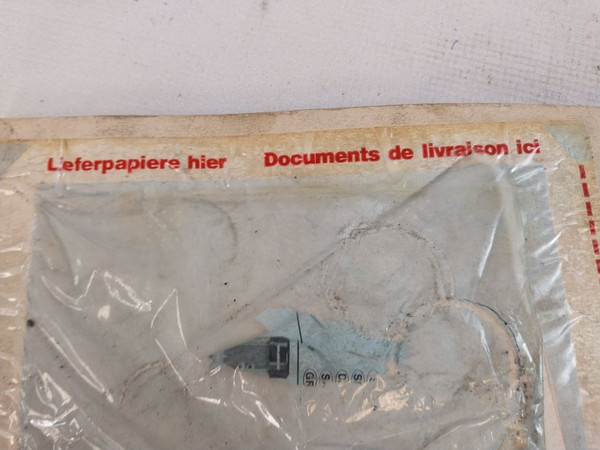 Lieferpapiere hier Documents de livraison ici